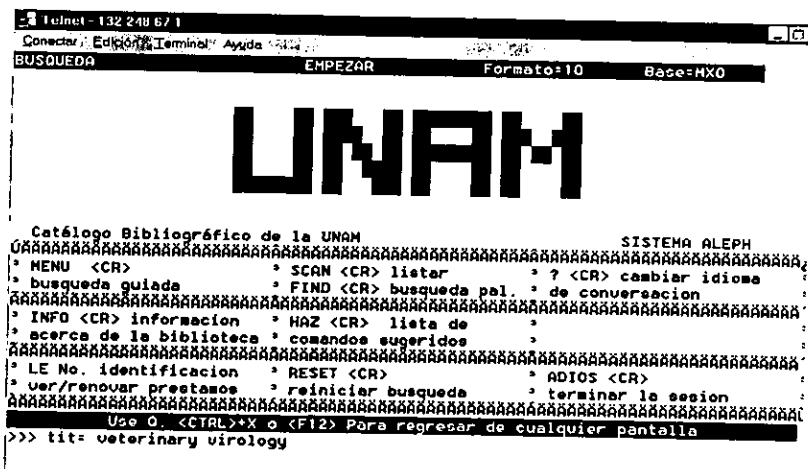 Telnet - 132 248 67 1
Conectar Edición Terminal Ayuda
BUSQUEDA EMPEZAR Formato=10 Base=MX0
UNAM
Catálogo Bibliográfico de la UNAM SISTEMA ALEPH
MENU <CR> SCAN <CR> listar ? <CR> cambiar idioma
busqueda guiada FIND <CR> busqueda pal. de conversacion
INFO <CR> informacion HAZ <CR> lista de
acerca de la biblioteca comandos sugeridos
LE No. identificacion RESET <CR> ADIOS <CR>
ver/renovar prestamos reiniciar busqueda terminar la sesion
Use Q, <CTRL>+X o <F12> Para regresar de cualquier pantalla
>>> tit= veterinary virology